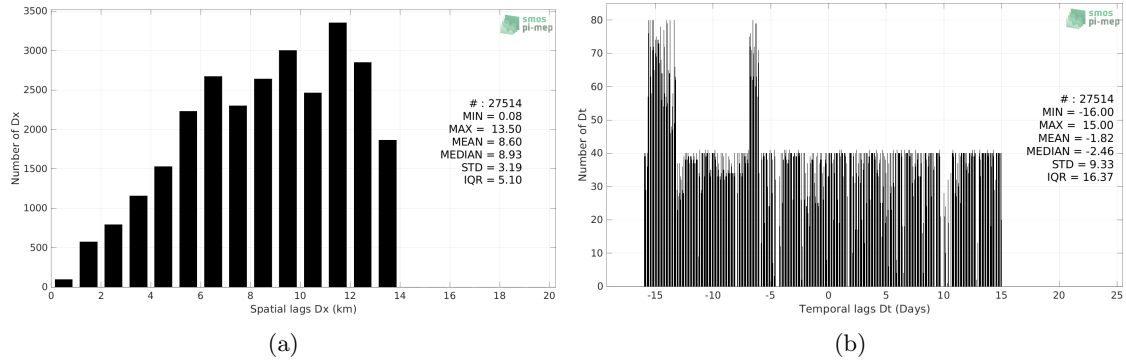 3500
3000
2500
2000
1500
1000
500
0
Number of Dx
smos
pi-mep
# : 27514
MIN = 0.08
MAX = 13.50
MEAN = 8.60
MEDIAN = 8.93
STD = 3.19
IQR = 5.10
0 2 4 6 8 10 12 14 16 18 20
Spatial lags Dx (km)
(a)
80
70
60
50
40
30
20
10
0
Number of Dt
smos
pi-mep
# : 27514
MIN = -16.00
MAX = 15.00
MEAN = -1.82
MEDIAN = -2.46
STD = 9.33
IQR = 16.37
-15 -10 -5 0 5 10 15 20 25
Temporal lags Dt (Days)
(b)